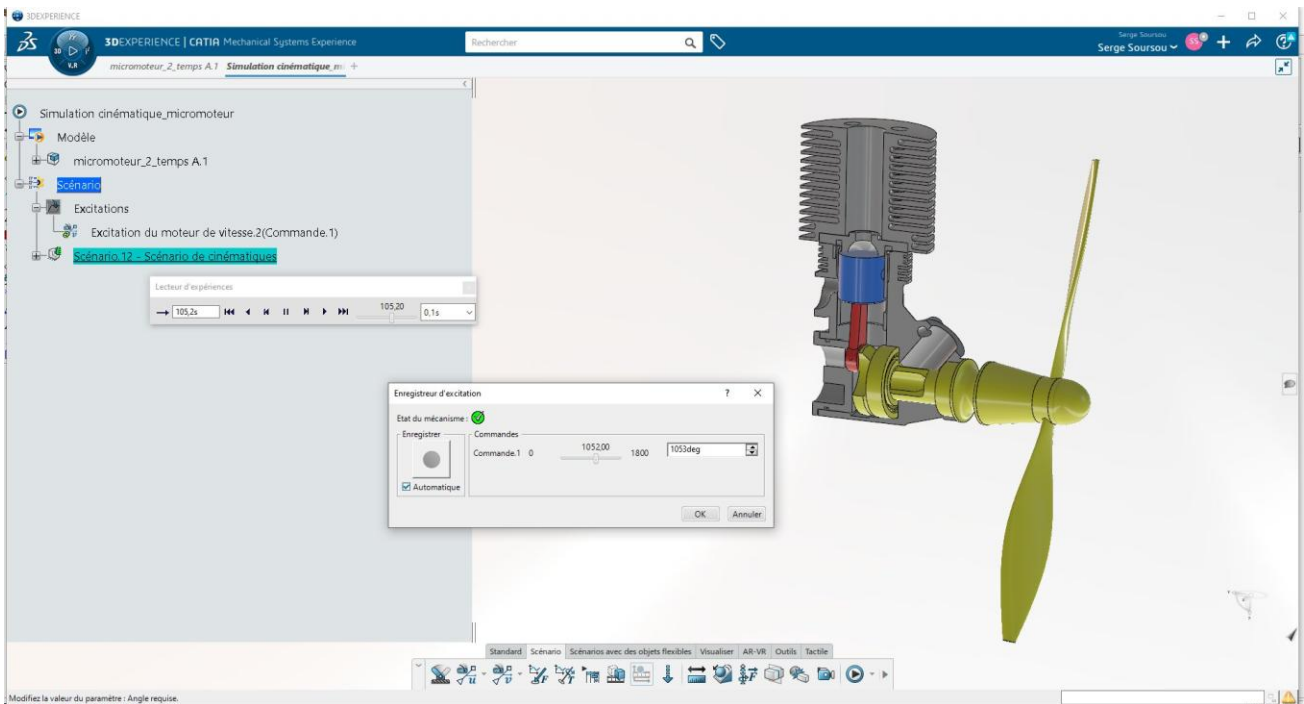 3DEXPERIENCE
3DEXPERIENCE | CATIA Mechanical Systems Experience
Rechercher
Serge Soursou
Serge Soursou
3D
V.R
micromoteur_2_temps A.1 Simulation cinématique_m
Simulation cinématique_micromoteur
Modèle
micromoteur_2_temps A.1
Scénario
Excitations
Excitation du moteur de vitesse.2(Commande.1)
Scénario.12 - Scénario de cinématiques
Lecteur d'expériences
105,2s
105,20
0,1s
Enregistreur d'excitation
? X
Etat du mécanisme :
Enregistrer
Commandes
Commande.1 0 1052,00 1800 1053deg
Automatique
OK Annuler
Standard Scénario Scénarios avec des objets flexibles Visualiser AR-VR Outils Tactile
Modifiez la valeur du paramètre : Angle requise.